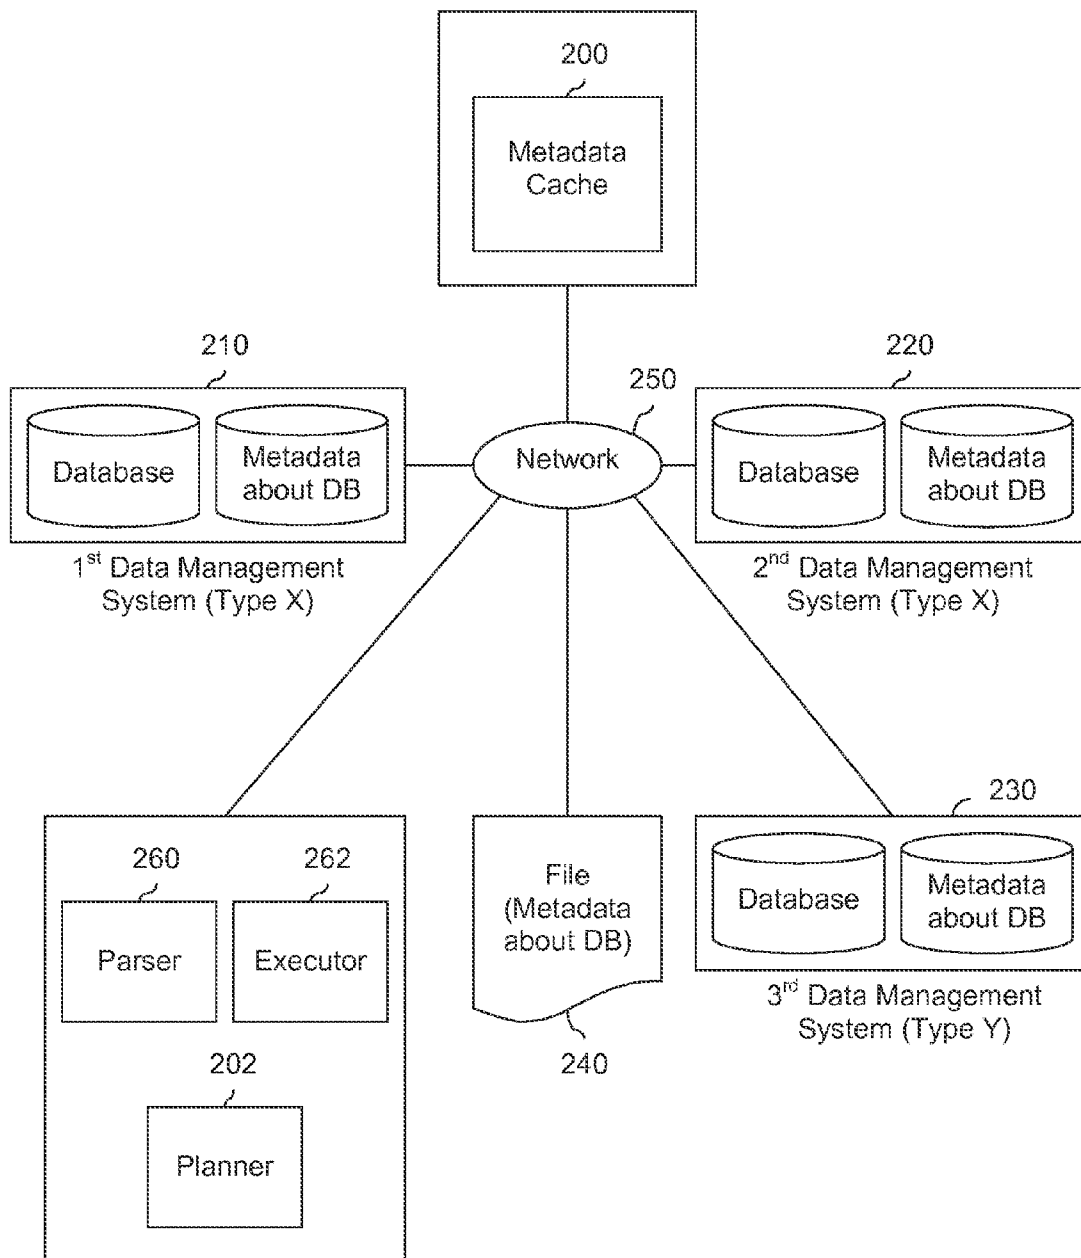 200
Metadata
Cache
210
250
220
Database
Metadata
about DB
Network
Database
Metadata
about DB
1st Data Management
System (Type X)
2nd Data Management
System (Type X)
260
262
Parser
Executor
202
Planner
File
(Metadata
about DB)
240
230
Database
Metadata
about DB
3rd Data Management
System (Type Y)